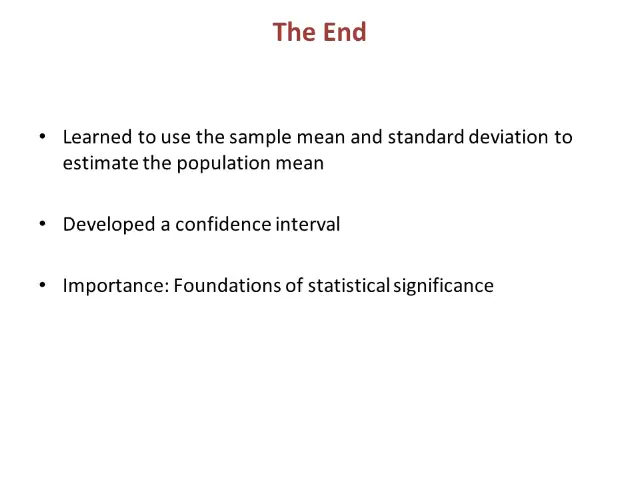 The End
• Learned to use the sample mean and standard deviation to
estimate the population mean
• Developed a confidence interval
• Importance: Foundations of statistical significance